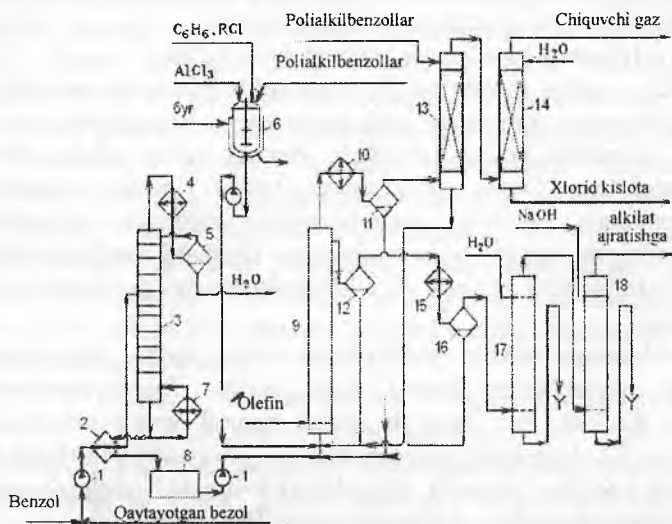 C₆H₆, RCl
AlCl₃
буғ
Polialkilbenzollar
Polialkilbenzollar
Chiquvchi gaz
H₂O
6
4
5
H₂O
3
7
2
1
8
1
Benzol
Qaytayotgan bezol
Olefin
9
10
11
12
13
14
Xlorid kislota
NaOH
alkilat
ajratishga
H₂O
15
16
17
18